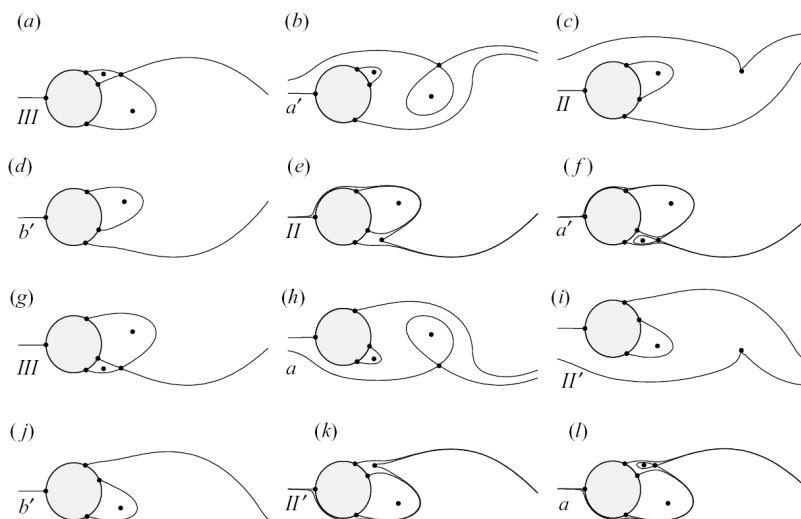 (a) (b) (c)
III a′ II
(d) (e) (f)
b′ II a′
(g) (h) (i)
III a II′
(j) (k) (l)
b′ II′ a